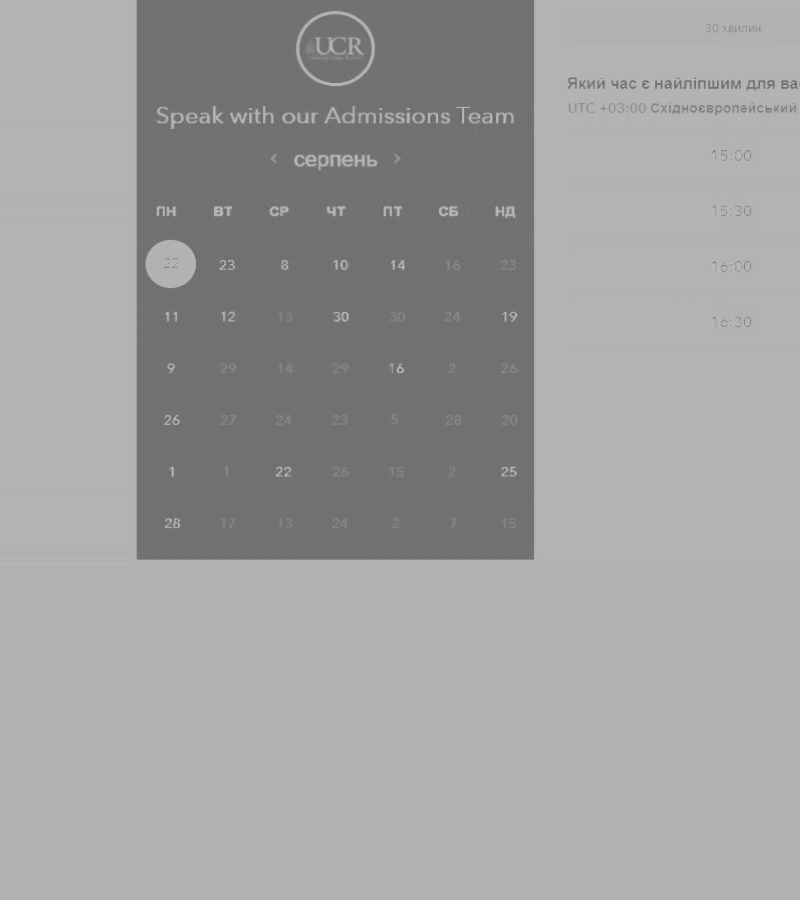 UCR
Speak with our Admissions Team
< серпень >
ПН ВТ СР ЧТ ПТ СБ НД
22 23 8 10 14 16 23
11 12 13 30 30 24 19
9 29 14 29 16 2 26
26 27 24 23 5 28 20
1 1 22 26 15 2 25
28 17 13 24 2 7 15
30 хвилин
Який час є найліпшим для ва
UTC +03:00 Східноєвропейський
15:00
15:30
16:00
16:30